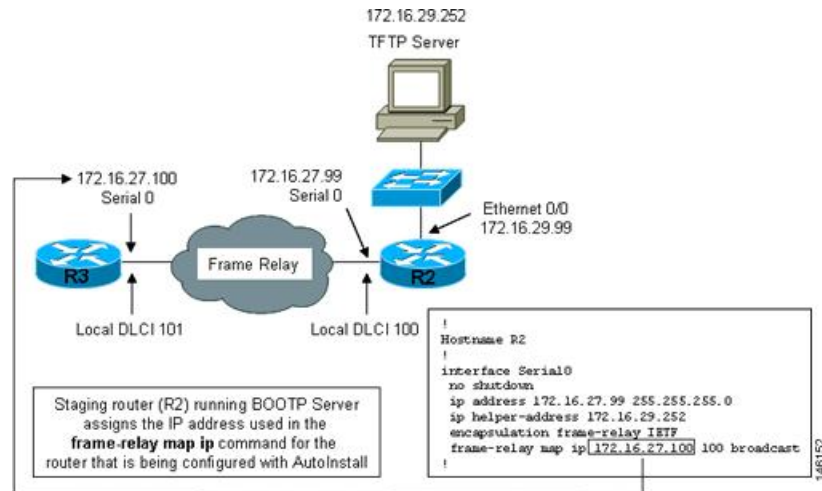 172.16.29.252
TFTP Server
172.16.27.100
Serial 0
172.16.27.99
Serial 0
Ethernet 0/0
172.16.29.99
R3
Frame Relay
R2
Local DLCI 101
Local DLCI 100
Staging router (R2) running BOOTP Server
assigns the IP address used in the
frame-relay map ip command for the
router that is being configured with AutoInstall
!
Hostname R2
!
interface Serial0
no shutdown
ip address 172.16.27.99 255.255.255.0
ip helper-address 172.16.29.252
encapsulation frame-relay IETF
frame-relay map ip 172.16.27.100 100 broadcast
!
146152